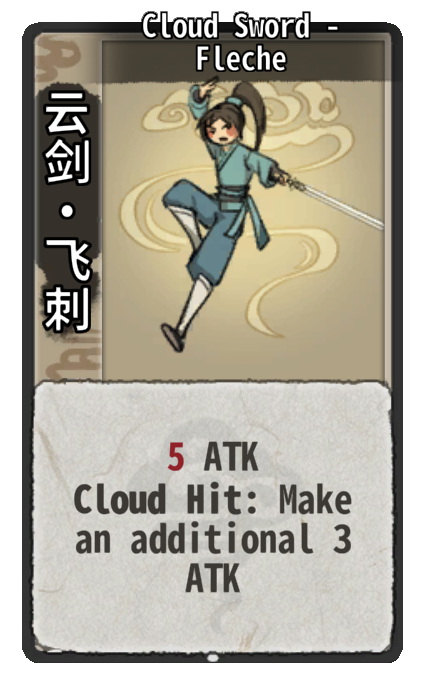 Cloud Sword -
Fleche
云剑·飞刺
5 ATK
Cloud Hit: Make
an additional 3
ATK